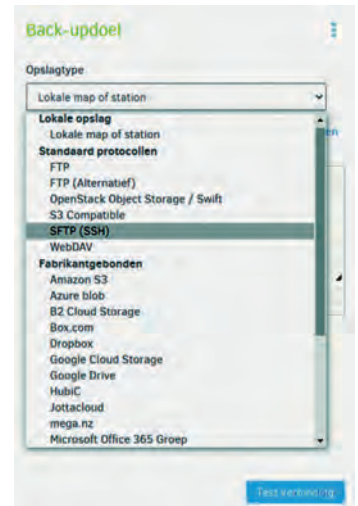 Back-updoel
Opslagtype
Lokale map of station
Lokale opslag
Lokale map of station
en
Standaard protocollen
FTP
FTP (Alternatief)
OpenStack Object Storage / Swift
S3 Compatible
SFTP (SSH)
WebDAV
Fabrikantgebonden
Amazon S3
Azure blob
B2 Cloud Storage
Box.com
Dropbox
Google Cloud Storage
Google Drive
HubiC
Jottacloud
mega.nz
Microsoft Office 365 Groep
Test verbinding